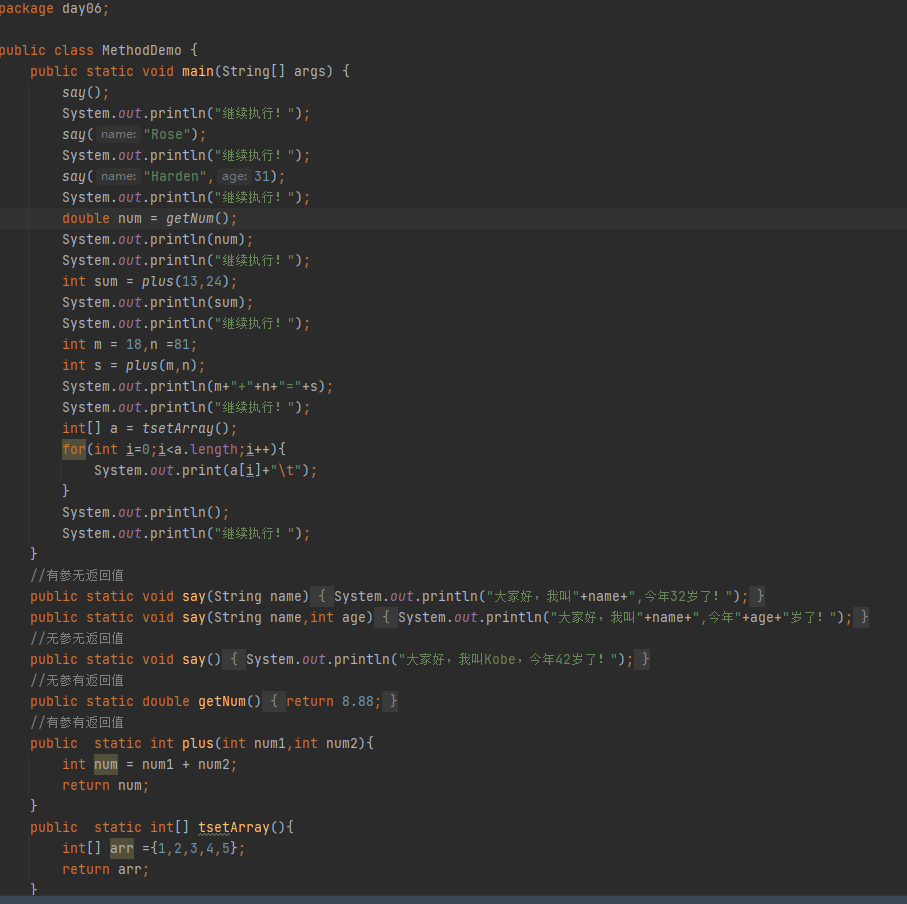 package day06;
public class MethodDemo {
    public static void main(String[] args) {
        say();
        System.out.println("继续执行！");
        say( name: "Rose");
        System.out.println("继续执行！");
        say( name: "Harden", age: 31);
        System.out.println("继续执行！");
        double num = getNum();
        System.out.println(num);
        System.out.println("继续执行！");
        int sum = plus(13,24);
        System.out.println(sum);
        System.out.println("继续执行！");
        int m = 18,n =81;
        int s = plus(m,n);
        System.out.println(m+"+"+n+"="+s);
        System.out.println("继续执行！");
        int[] a = tsetArray();
        for(int i=0;i<a.length;i++){
            System.out.print(a[i]+"\t");
        }
        System.out.println();
        System.out.println("继续执行！");
    }
    //有参无返回值
    public static void say(String name) { System.out.println("大家好，我叫"+name+",今年32岁了！"); }
    public static void say(String name,int age) { System.out.println("大家好，我叫"+name+",今年"+age+"岁了！"); }
    //无参无返回值
    public static void say() { System.out.println("大家好，我叫Kobe，今年42岁了！"); }
    //无参有返回值
    public static double getNum() { return 8.88; }
    //有参有返回值
    public  static int plus(int num1,int num2){
        int num = num1 + num2;
        return num;
    }
    public  static int[] tsetArray(){
        int[] arr ={1,2,3,4,5};
        return arr;
    }